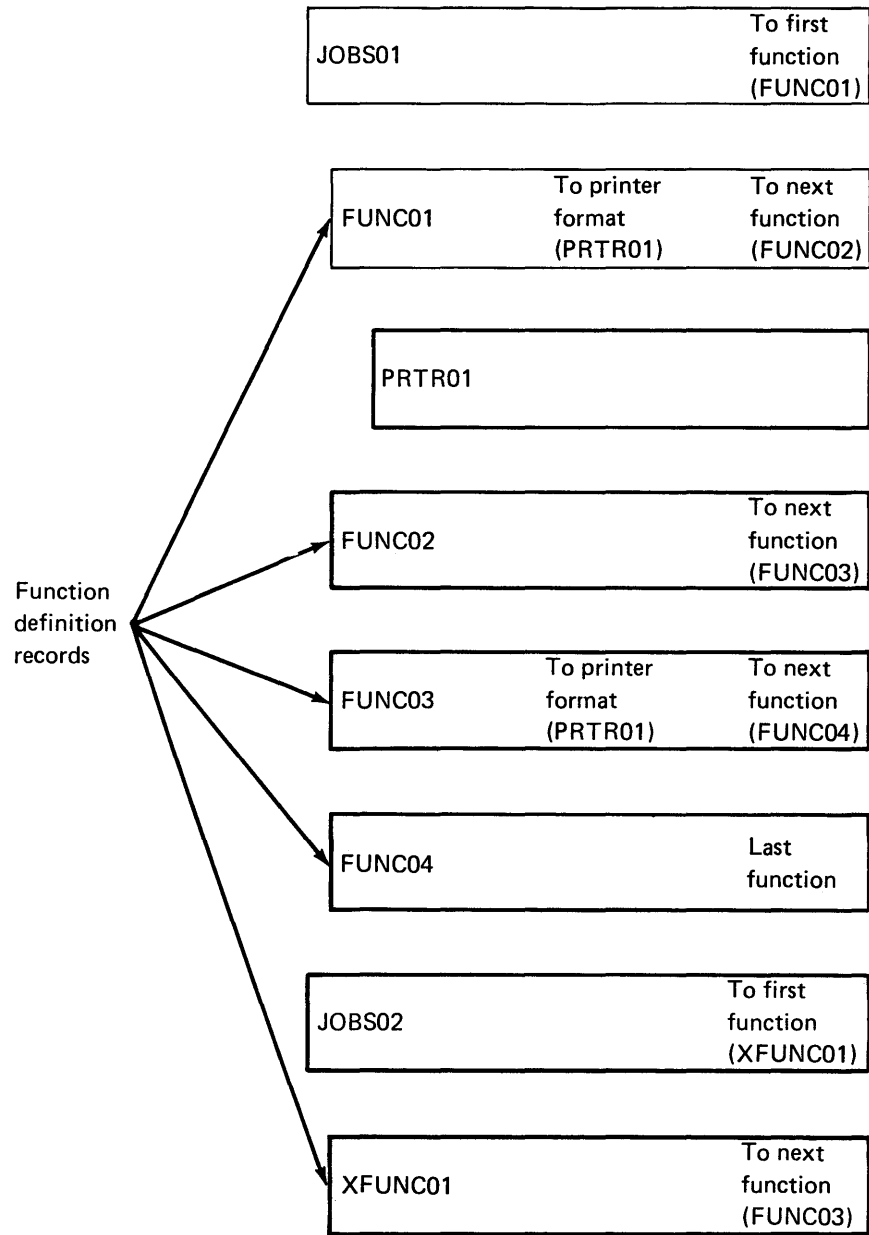 JOBS01
To first
function
(FUNC01)
FUNC01
To printer
format
(PRTR01)
To next
function
(FUNC02)
PRTR01
FUNC02
To next
function
(FUNC03)
Function
definition
records
FUNC03
To printer
format
(PRTR01)
To next
function
(FUNC04)
FUNC04
Last
function
JOBS02
To first
function
(XFUNC01)
XFUNC01
To next
function
(FUNC03)